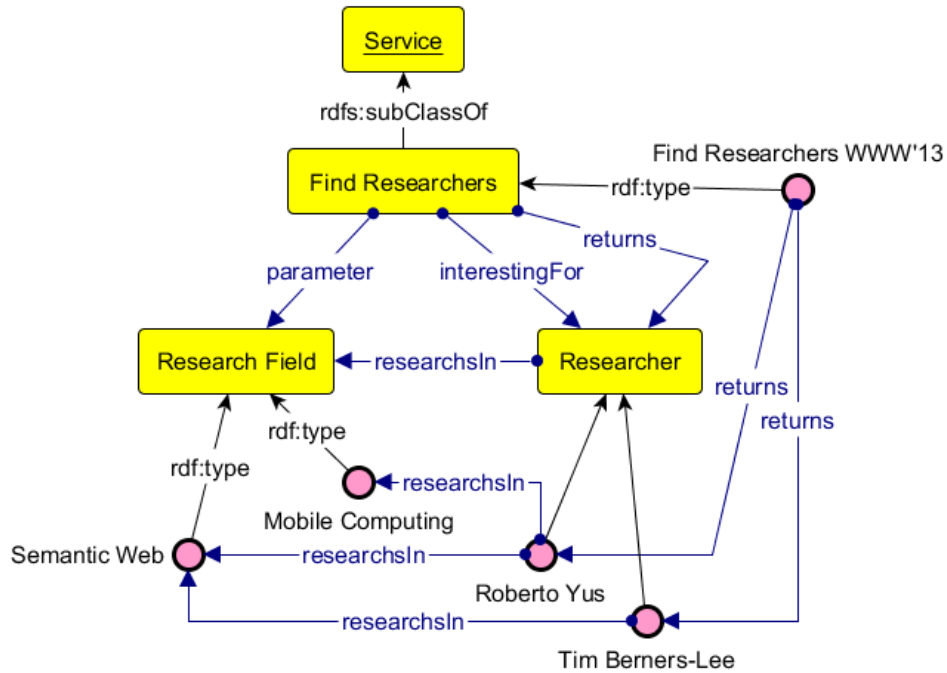 Service
rdfs:subClassOf
Find Researchers WWW'13
Find Researchers
rdf:type
returns
parameter
interestingFor
Research Field
researchsIn
Researcher
returns
returns
rdf:type
rdf:type
researchsIn
Mobile Computing
Semantic Web
researchsIn
Roberto Yus
researchsIn
Tim Berners-Lee